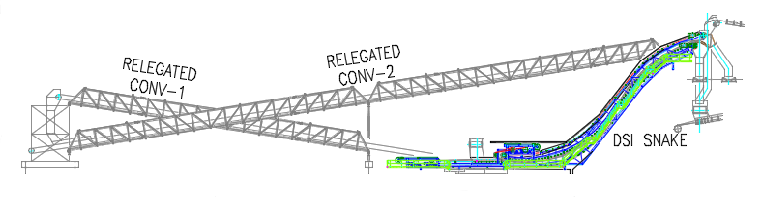 RELEGATED
CONV-1
RELEGATED
CONV-2
DSI SNAKE